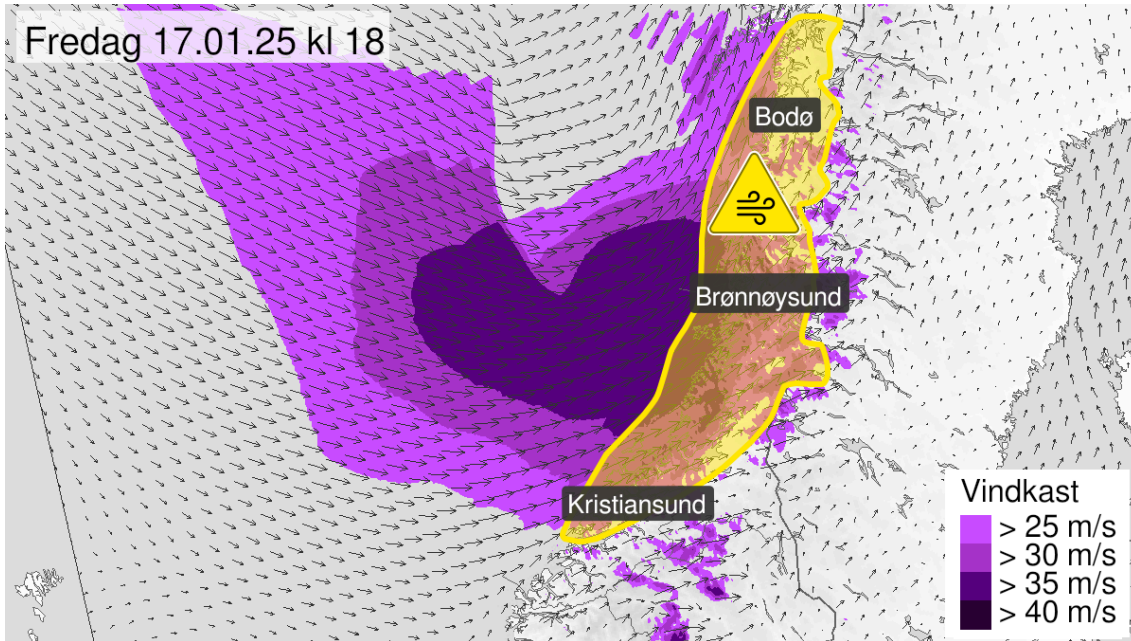 Fredag 17.01.25 kl 18
Bodø
Brønnøysund
Kristiansund
Vindkast
> 25 m/s
> 30 m/s
> 35 m/s
> 40 m/s